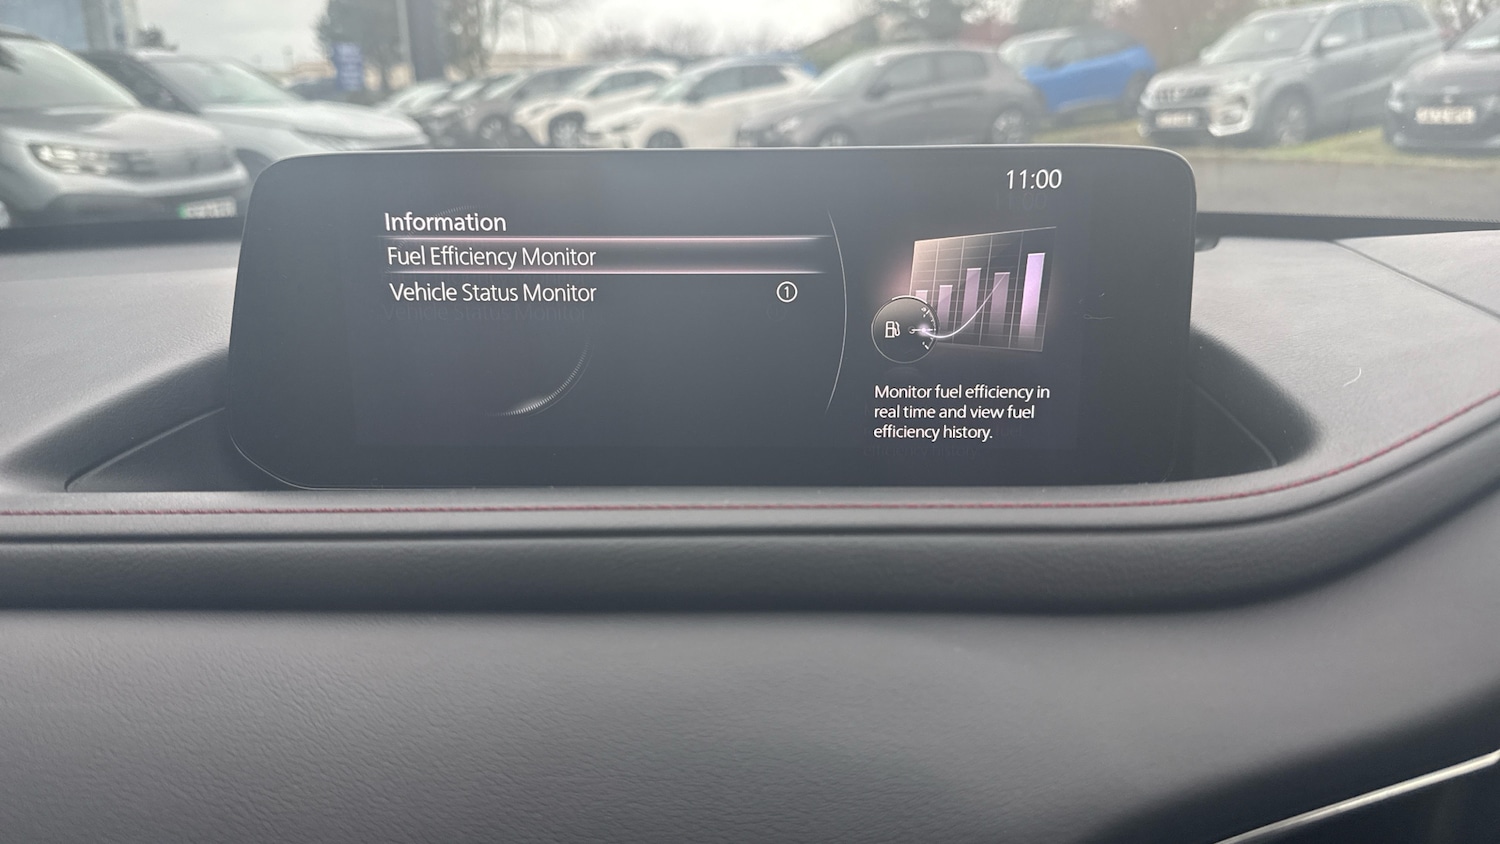 11:00
Information
Fuel Efficiency Monitor
Vehicle Status Monitor
1
Monitor fuel efficiency in
real time and view fuel
efficiency history.